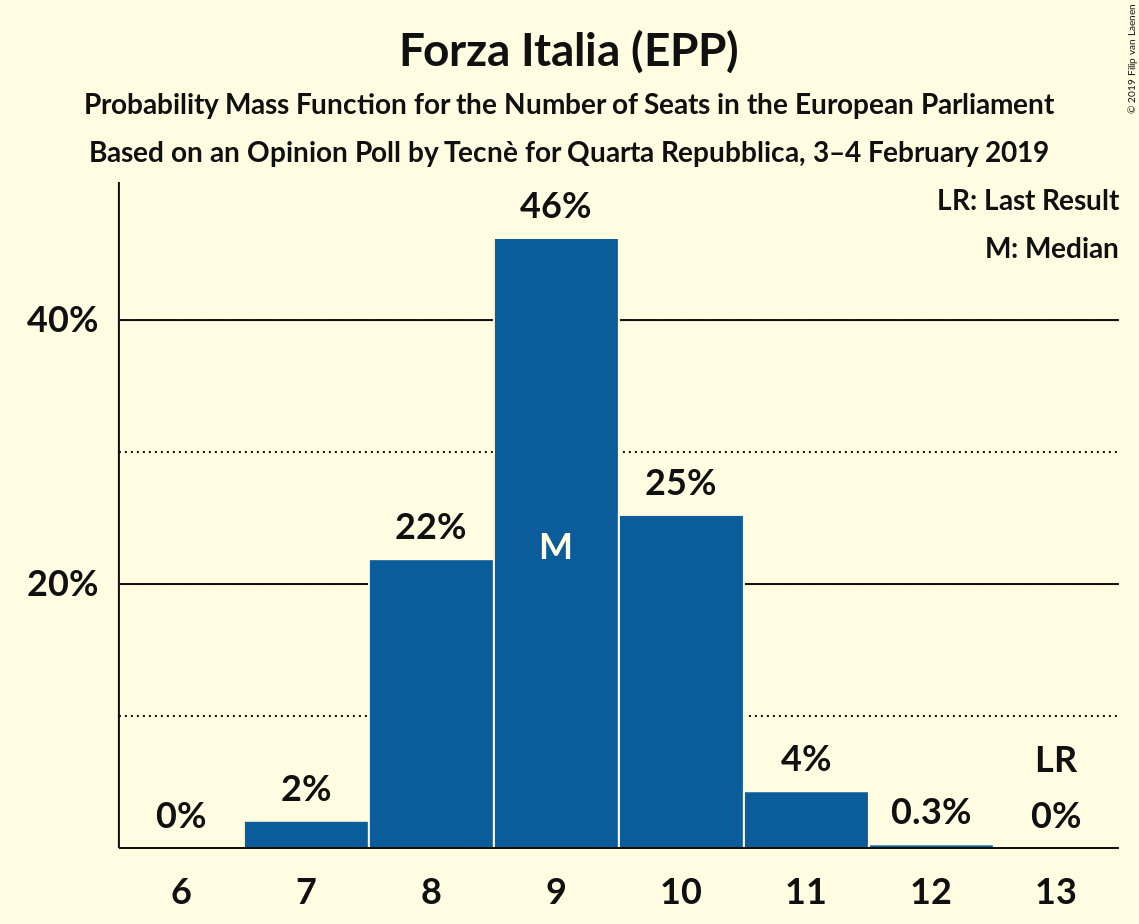 Forza Italia (EPP)
Probability Mass Function for the Number of Seats in the European Parliament
Based on an Opinion Poll by Tecnè for Quarta Repubblica, 3–4 February 2019
© 2019 Filip van Laenen
LR: Last Result
M: Median
46%
40%
25%
22%
M
20%
4%
LR
2%
0%
0.3%
0%
6 7 8 9 10 11 12 13